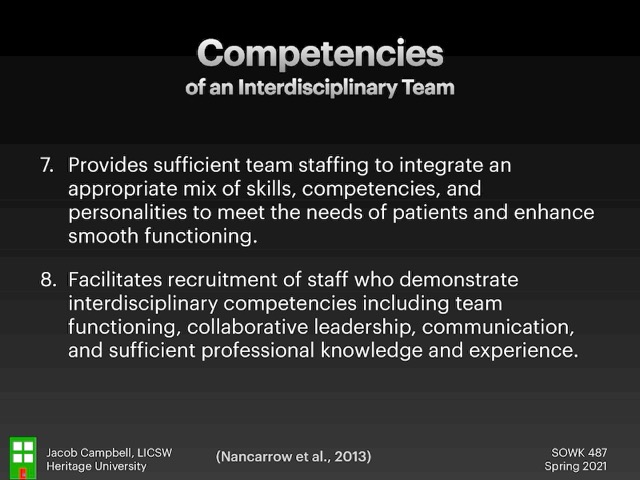 Competencies
of an Interdisciplinary Team
7. Provides sufficient team staffing to integrate an
appropriate mix of skills, competencies, and
personalities to meet the needs of patients and enhance
smooth functioning.
8. Facilitates recruitment of staff who demonstrate
interdisciplinary competencies including team
functioning, collaborative leadership, communication,
and sufficient professional knowledge and experience.
Jacob Campbell, LICSW
Heritage University
(Nancarrow et al., 2013)
SOWK 487
Spring 2021